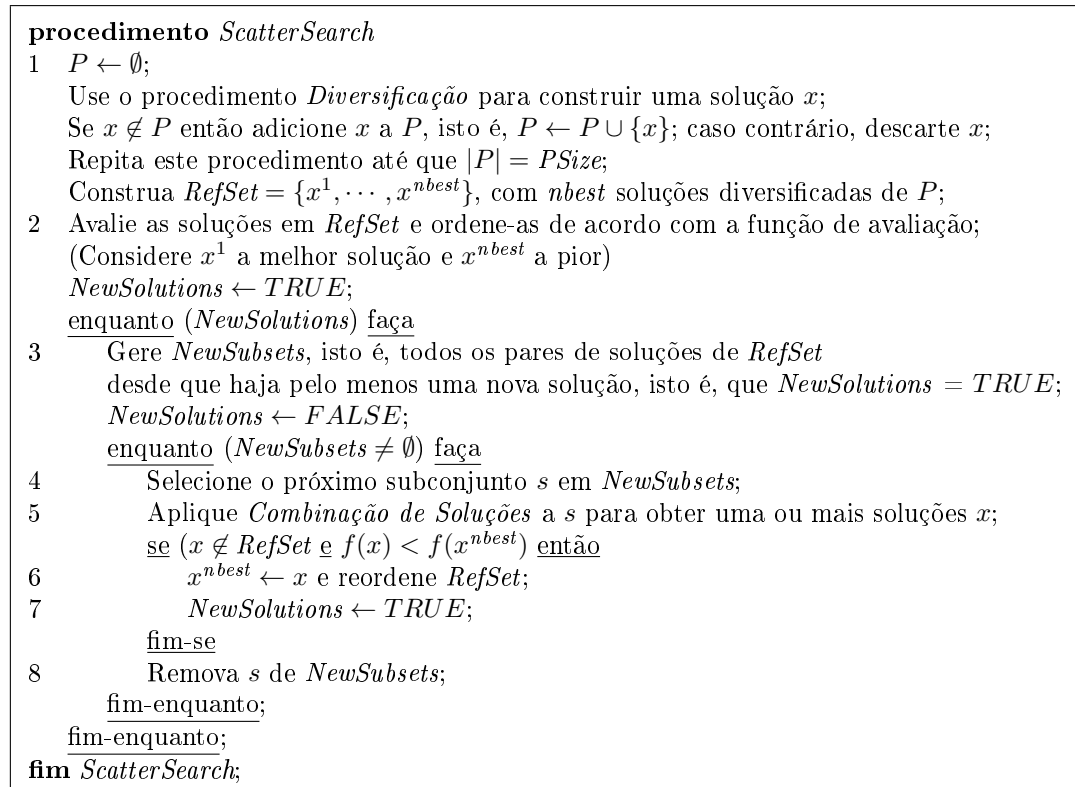 procedimento ScatterSearch
1 P ← ∅;
Use o procedimento Diversificação para construir uma solução x;
Se x ∉ P então adicione x a P, isto é, P ← P ∪ {x}; caso contrário, descarte x;
Repita este procedimento até que |P| = PSize;
Construa RefSet = {x¹, ⋯ , xⁿᵇᵉˢᵗ}, com nbest soluções diversificadas de P;
2 Avalie as soluções em RefSet e ordene-as de acordo com a função de avaliação;
(Considere x¹ a melhor solução e xⁿᵇᵉˢᵗ a pior)
NewSolutions ← TRUE;
enquanto (NewSolutions) faça
3 Gere NewSubsets, isto é, todos os pares de soluções de RefSet
desde que haja pelo menos uma nova solução, isto é, que NewSolutions = TRUE;
NewSolutions ← FALSE;
enquanto (NewSubsets ≠ ∅) faça
4 Selecione o próximo subconjunto s em NewSubsets;
5 Aplique Combinação de Soluções a s para obter uma ou mais soluções x;
se (x ∉ RefSet e f(x) < f(xⁿᵇᵉˢᵗ) então
6 xⁿᵇᵉˢᵗ ← x e reordene RefSet;
7 NewSolutions ← TRUE;
fim-se
8 Remova s de NewSubsets;
fim-enquanto;
fim-enquanto;
fim ScatterSearch;